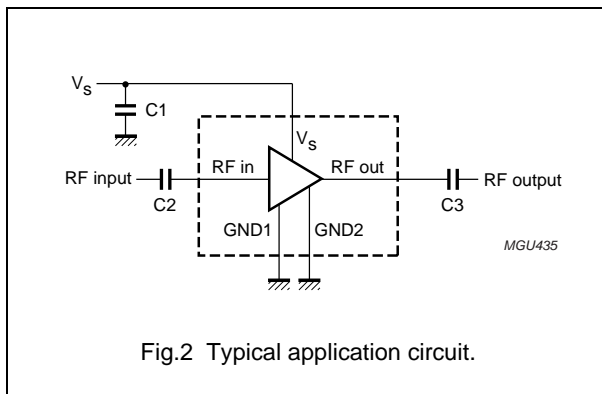 Vs
C1
Vs
RF input
RF in
RF out
RF output
C2
C3
GND1
GND2
MGU435
Fig.2 Typical application circuit.